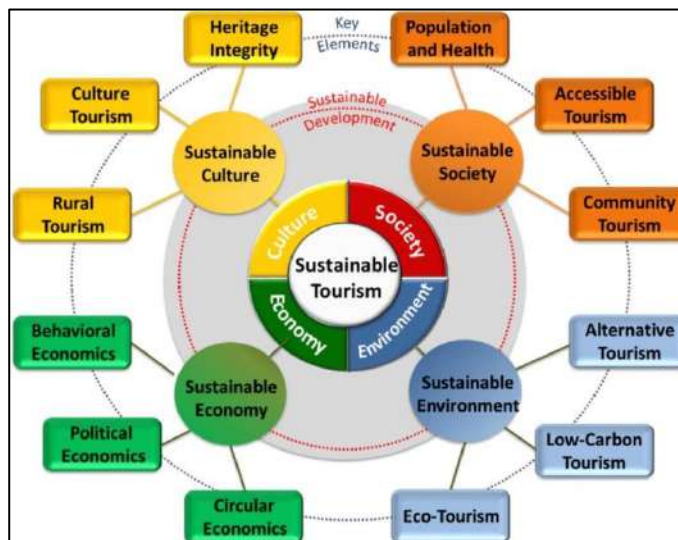 Heritage
Integrity
Key
Elements
Population
and Health
Culture
Tourism
Sustainable
Development
Accessible
Tourism
Sustainable
Culture
Sustainable
Society
Rural
Tourism
Culture
Society
Community
Tourism
Sustainable
Tourism
Economy
Environment
Behavioral
Economics
Alternative
Tourism
Sustainable
Economy
Sustainable
Environment
Political
Economics
Low-Carbon
Tourism
Circular
Economics
Eco-Tourism